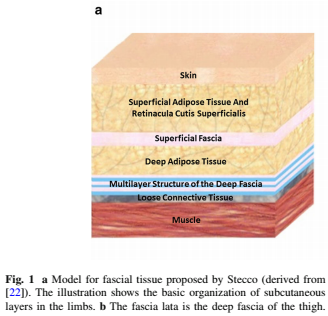 a
Skin
Superficial Adipose Tissue And
Retinacula Cutis Superficialis
Superficial Fascia
Deep Adipose Tissue
Multilayer Structure of the Deep Fascia
Loose Connective Tissue
Muscle
Fig. 1 a Model for fascial tissue proposed by Stecco (derived from
[22]). The illustration shows the basic organization of subcutaneous
layers in the limbs. b The fascia lata is the deep fascia of the thigh.